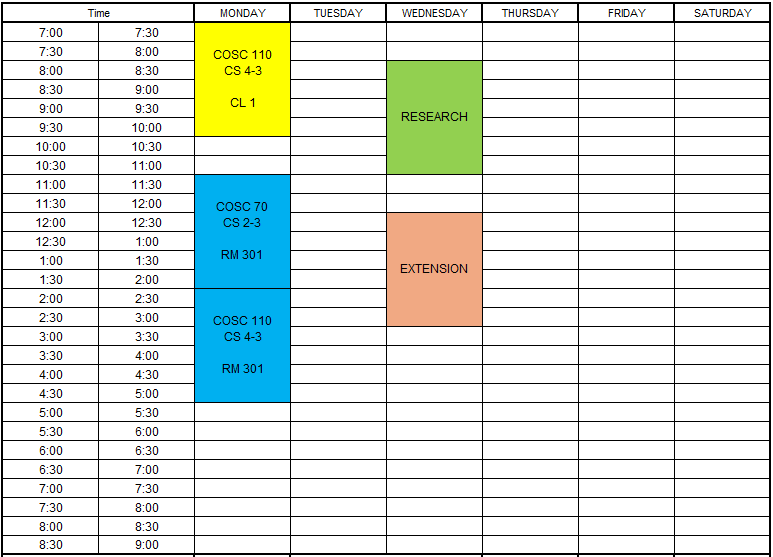 Time MONDAY TUESDAY WEDNESDAY THURSDAY FRIDAY SATURDAY
7:00 7:30
7:30 8:00
COSC 110
8:00 8:30
CS 4-3
8:30 9:00
9:00 9:30
CL 1
RESEARCH
9:30 10:00
10:00 10:30
10:30 11:00
11:00 11:30
11:30 12:00
COSC 70
12:00 12:30
CS 2-3
12:30 1:00
1:00 1:30
RM 301
EXTENSION
1:30 2:00
2:00 2:30
2:30 3:00
COSC 110
3:00 3:30
CS 4-3
3:30 4:00
4:00 4:30
RM 301
4:30 5:00
5:00 5:30
5:30 6:00
6:00 6:30
6:30 7:00
7:00 7:30
7:30 8:00
8:00 8:30
8:30 9:00